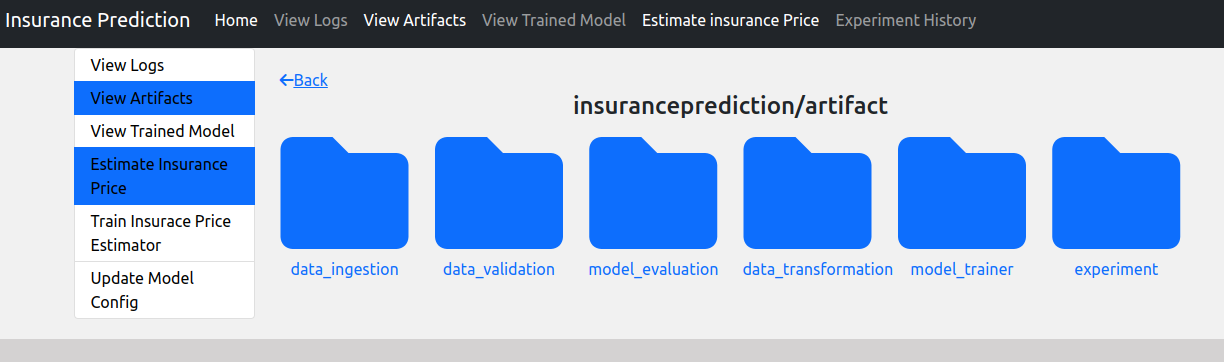 Insurance Prediction Home View Logs View Artifacts View Trained Model Estimate insurance Price Experiment History
View Logs
View Artifacts
View Trained Model
Estimate Insurance
Price
Train Insurace Price
Estimator
Update Model
Config
Back
insuranceprediction/artifact
data_ingestion data_validation model_evaluation data_transformation model_trainer experiment